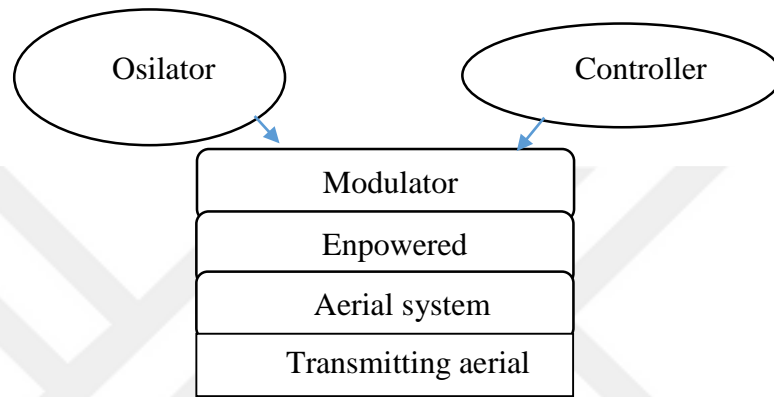 Osilator
Controller
Modulator
Enpowered
Aerial system
Transmitting aerial